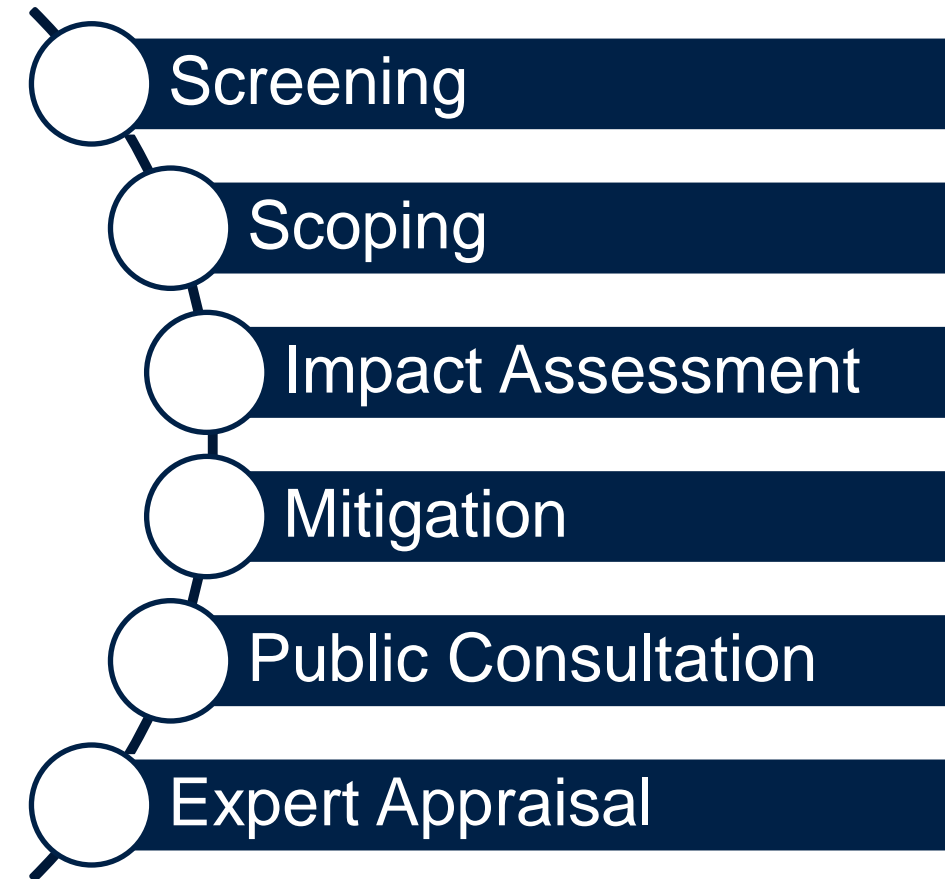 Screening
Scoping
Impact Assessment
Mitigation
Public Consultation
Expert Appraisal